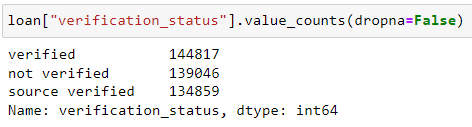 loan["verification_status"].value_counts(dropna=False)
verified 144817
not verified 139046
source verified 134859
Name: verification_status, dtype: int64